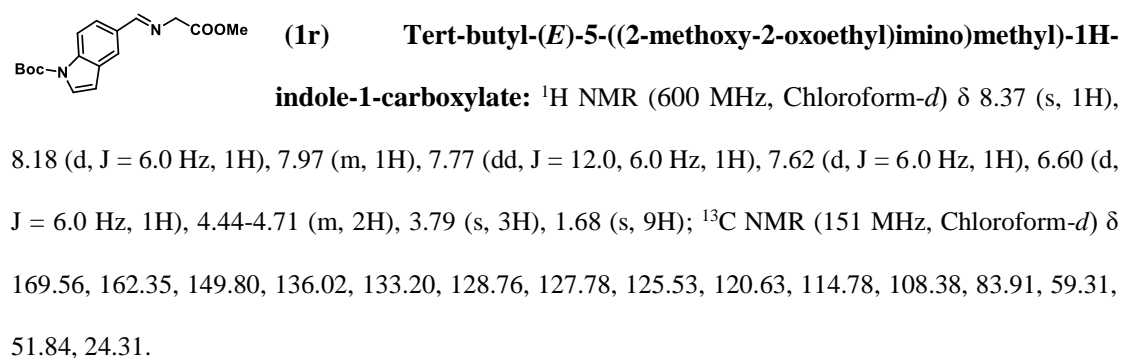 N
COOMe
Boc
N
(1r) Tert-butyl-(E)-5-((2-methoxy-2-oxoethyl)imino)methyl)-1H-
indole-1-carboxylate: ¹H NMR (600 MHz, Chloroform-d) δ 8.37 (s, 1H),
8.18 (d, J = 6.0 Hz, 1H), 7.97 (m, 1H), 7.77 (dd, J = 12.0, 6.0 Hz, 1H), 7.62 (d, J = 6.0 Hz, 1H), 6.60 (d,
J = 6.0 Hz, 1H), 4.44-4.71 (m, 2H), 3.79 (s, 3H), 1.68 (s, 9H); ¹³C NMR (151 MHz, Chloroform-d) δ
169.56, 162.35, 149.80, 136.02, 133.20, 128.76, 127.78, 125.53, 120.63, 114.78, 108.38, 83.91, 59.31,
51.84, 24.31.